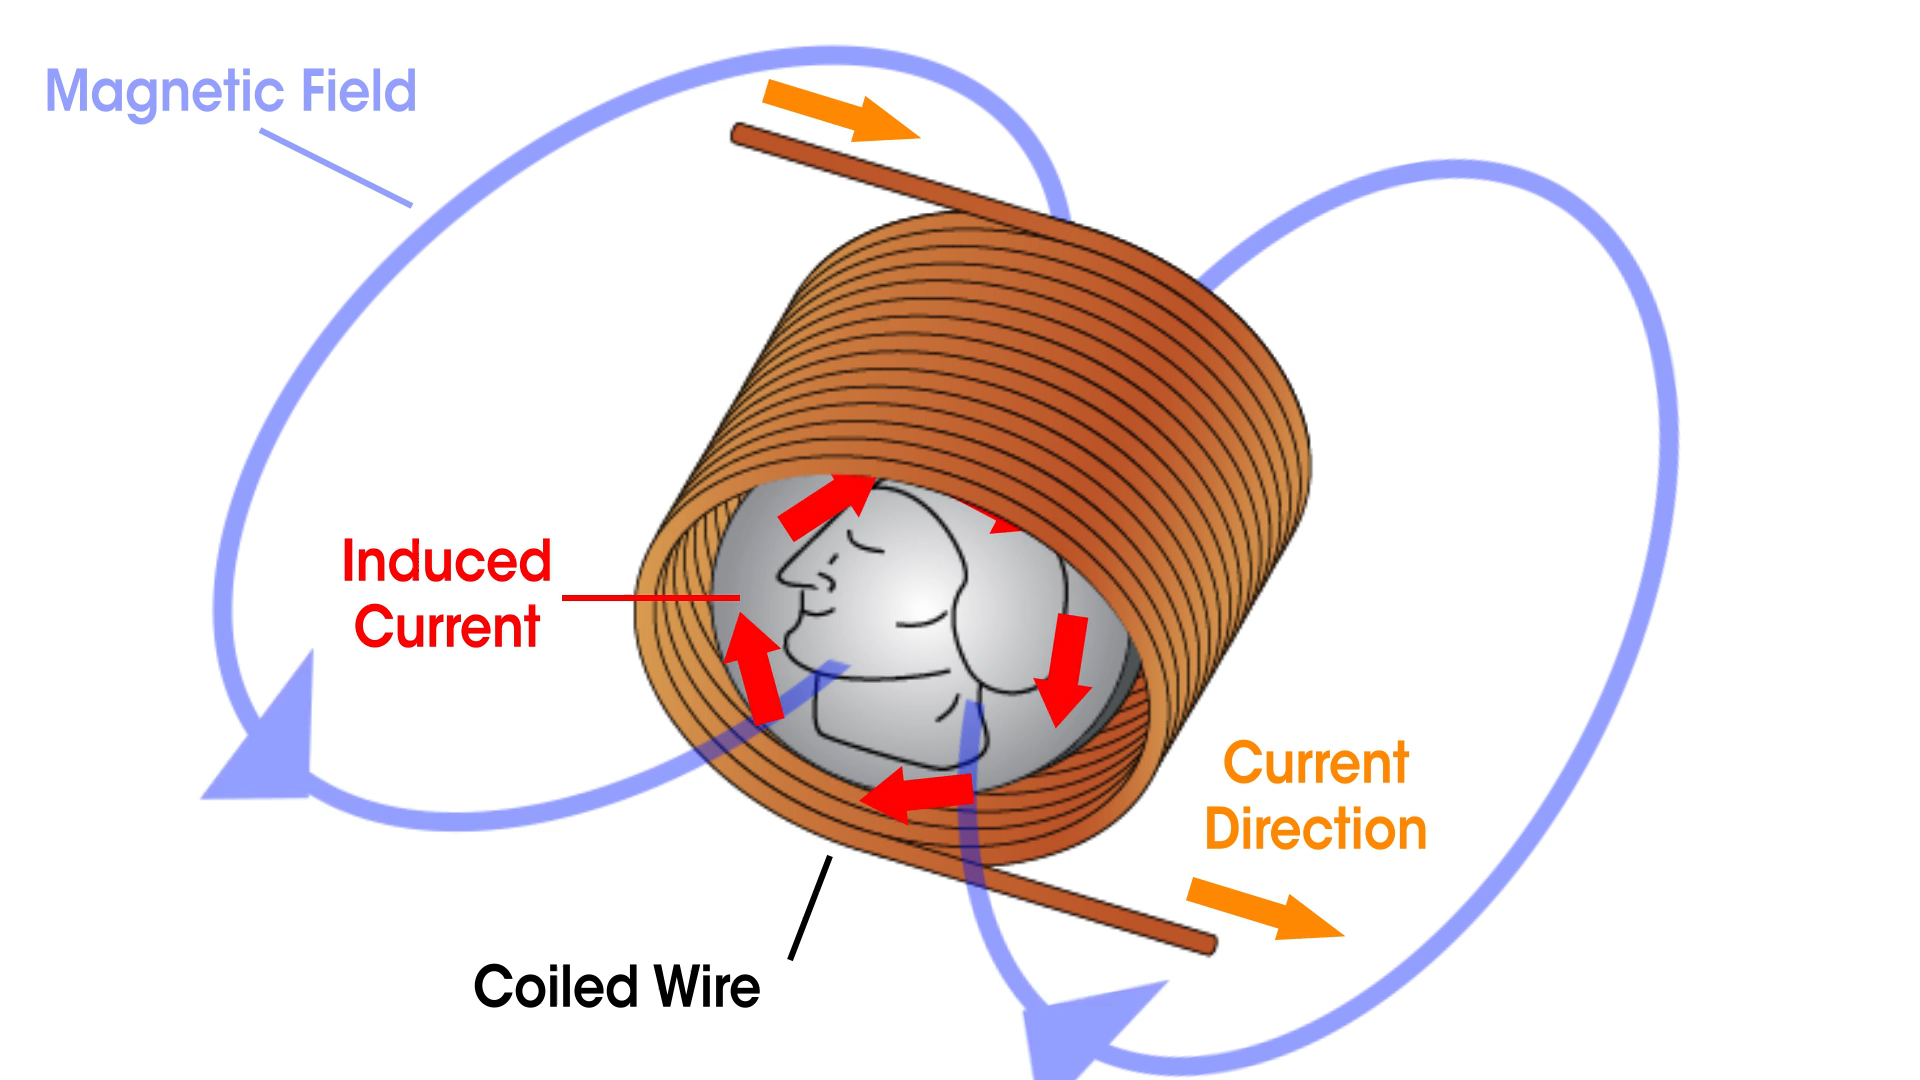 Magnetic Field
Induced
Current
Current
Direction
Coiled Wire